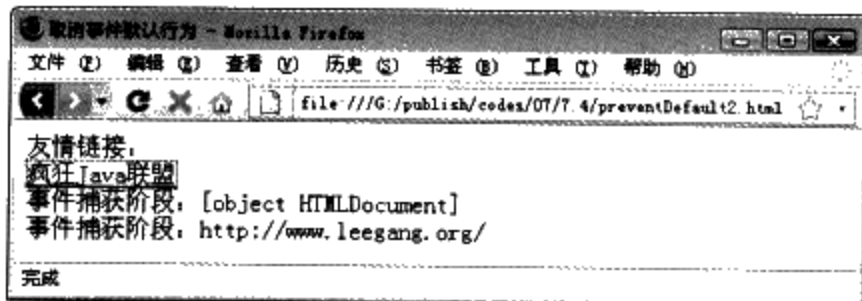 取消事件默认行为 - Mozilla Firefox
文件 (F) 编辑 (E) 查看 (V) 历史 (S) 书签 (B) 工具 (T) 帮助 (H)
file:///G:/publish/codes/07/7.4/preventDefault2.html
友情链接:
疯狂Java联盟
事件捕获阶段: [object HTMLDocument]
事件捕获阶段: http://www.leegang.org/
完成